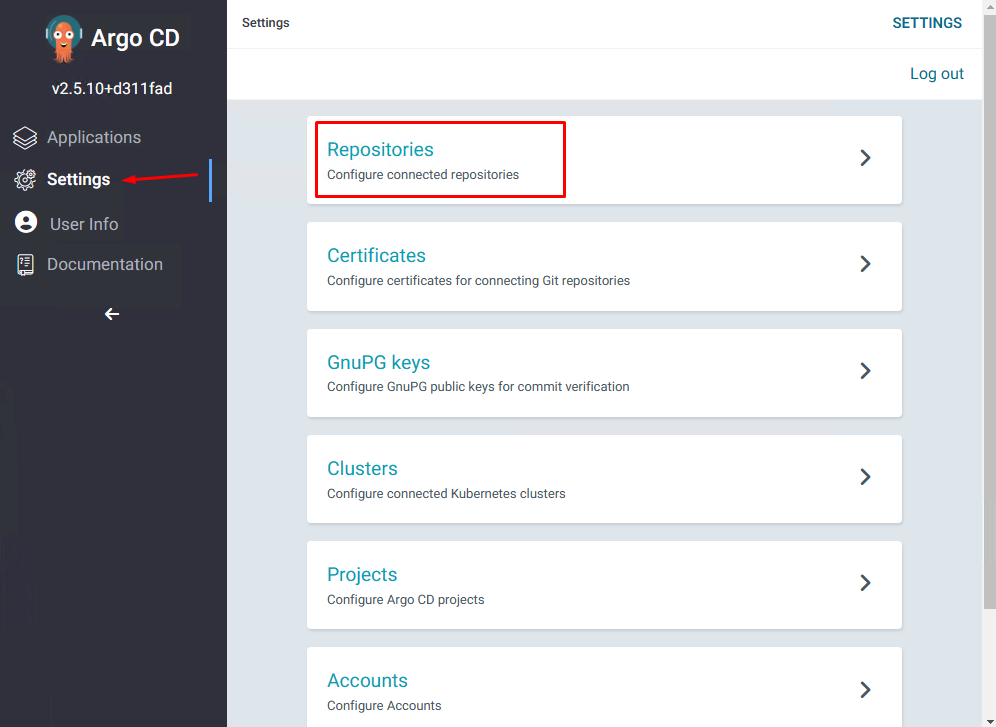 Argo CD
v2.5.10+d311fad
Applications
Settings
User Info
Documentation
Settings
SETTINGS
Log out
Repositories
Configure connected repositories
Certificates
Configure certificates for connecting Git repositories
GnuPG keys
Configure GnuPG public keys for commit verification
Clusters
Configure connected Kubernetes clusters
Projects
Configure Argo CD projects
Accounts
Configure Accounts